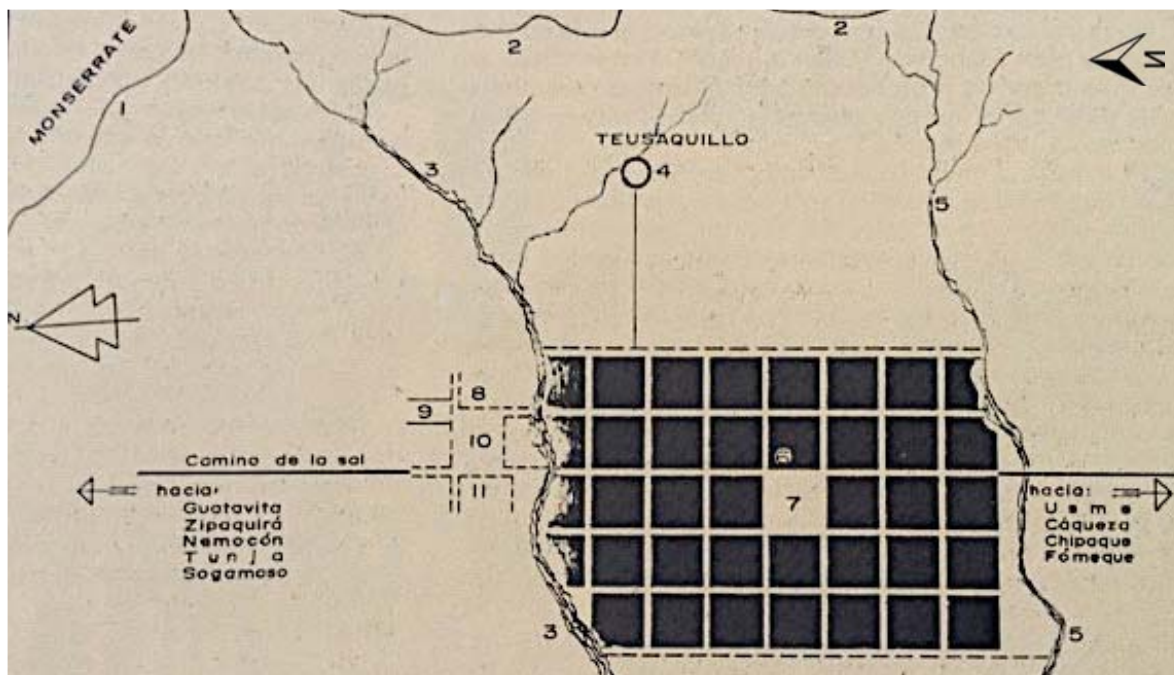 MONSERRATE
1
2
2
N
3
TEUSAQUILLO
4
5
N
8
9
10
6
Camino de la sal
11
7
hacia:
Guatavita
Zipaquirá
Nemocón
Tunja
Sogamoso
hacia:
Usme
Cáqueza
Chipaque
Fómeque
3
5